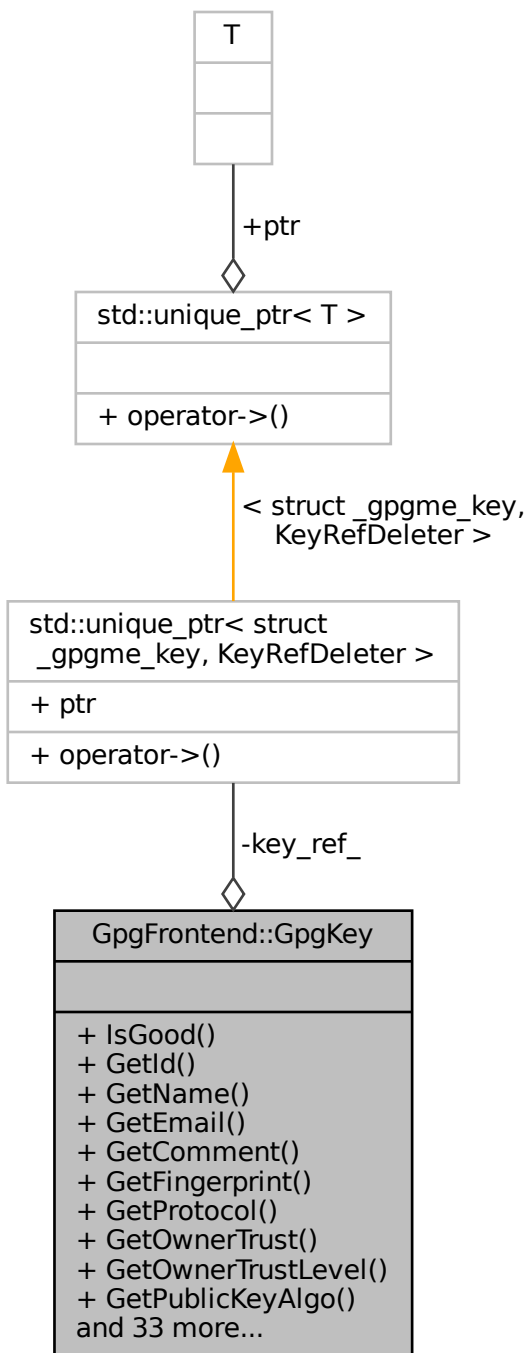 T
+ptr
std::unique_ptr< T >
+ operator->()
< struct _gpgme_key,
KeyRefDeleter >
std::unique_ptr< struct
_gpgme_key, KeyRefDeleter >
+ ptr
+ operator->()
-key_ref_
GpgFrontend::GpgKey
+ IsGood()
+ GetId()
+ GetName()
+ GetEmail()
+ GetComment()
+ GetFingerprint()
+ GetProtocol()
+ GetOwnerTrust()
+ GetOwnerTrustLevel()
+ GetPublicKeyAlgo()
and 33 more...